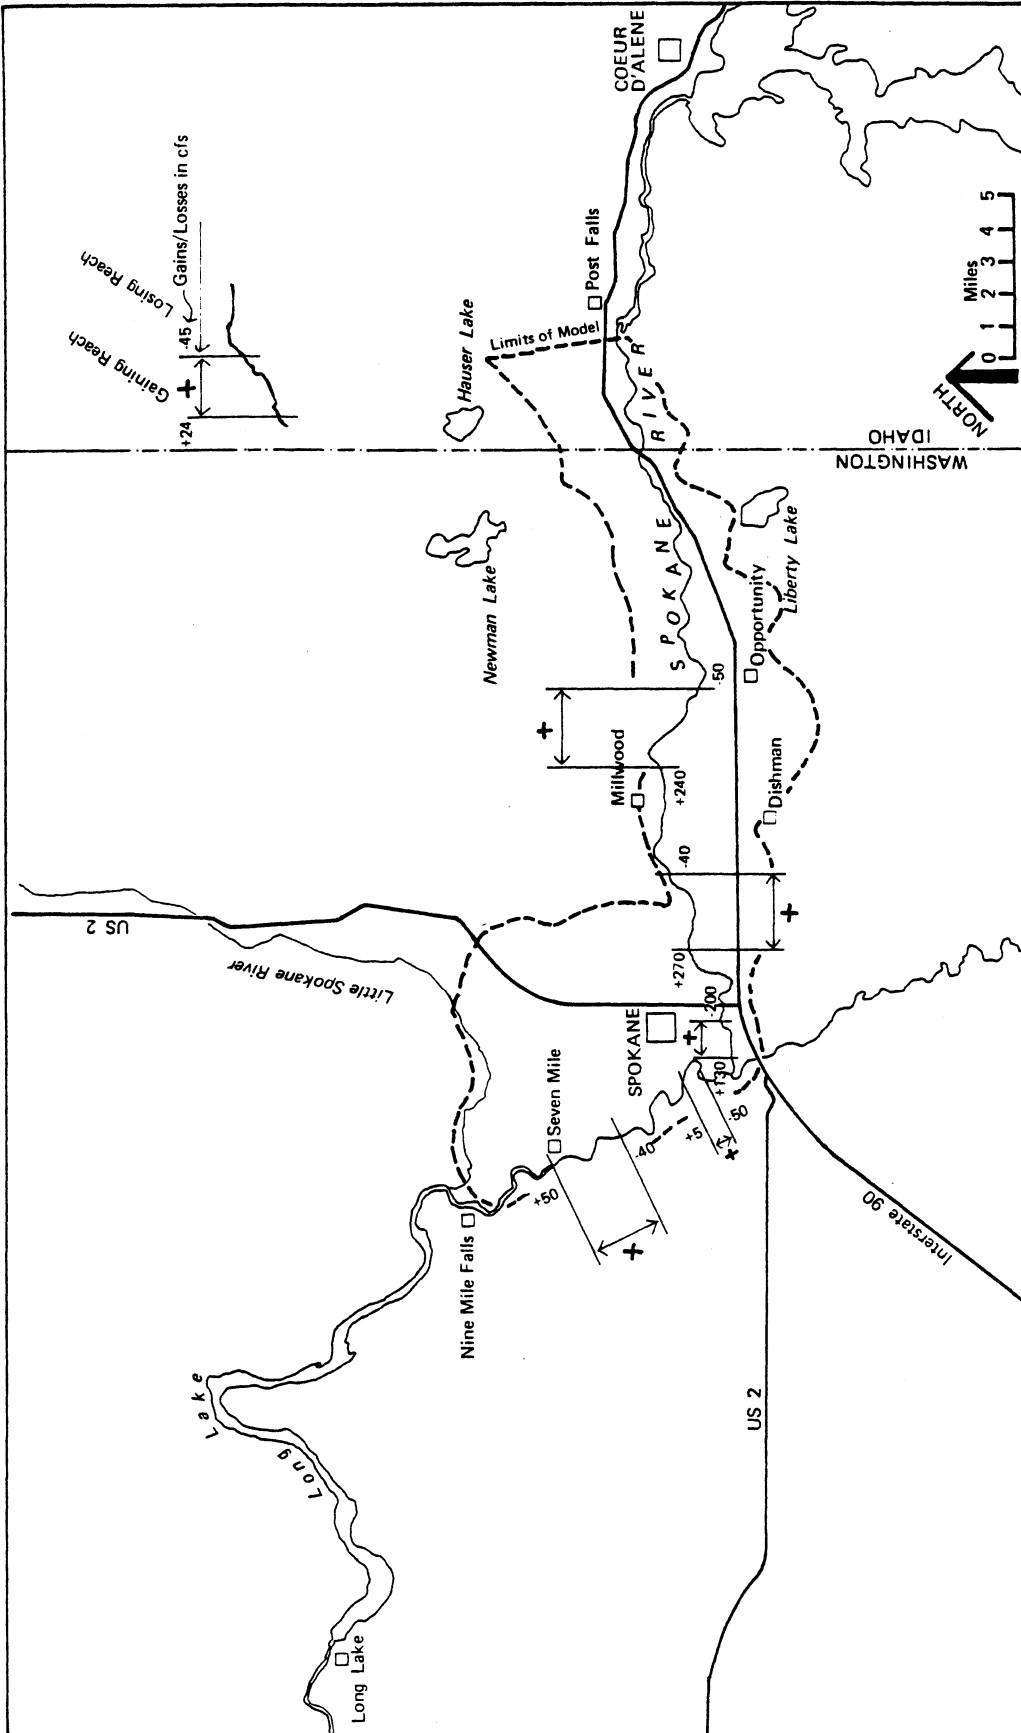 COEUR
D'ALENE
Gains/Losses in cfs
Losing Reach
-45
Gaining Reach
+
+24
Post Falls
Limits of Model
Hauser Lake
Miles
0 1 2 3 4 5
NORTH
IDAHO
WASHINGTON
SPOKANE RIVER
Newman Lake
Liberty Lake
Opportunity
-50
+
+240
Millwood
Dishman
-40
+
+270
US 2
Little Spokane River
SPOKANE
-200
+
+130
-50
+
+5
-40
+
+50
Seven Mile
Nine Mile Falls
Interstate 90
US 2
Long Lake
Long Lake